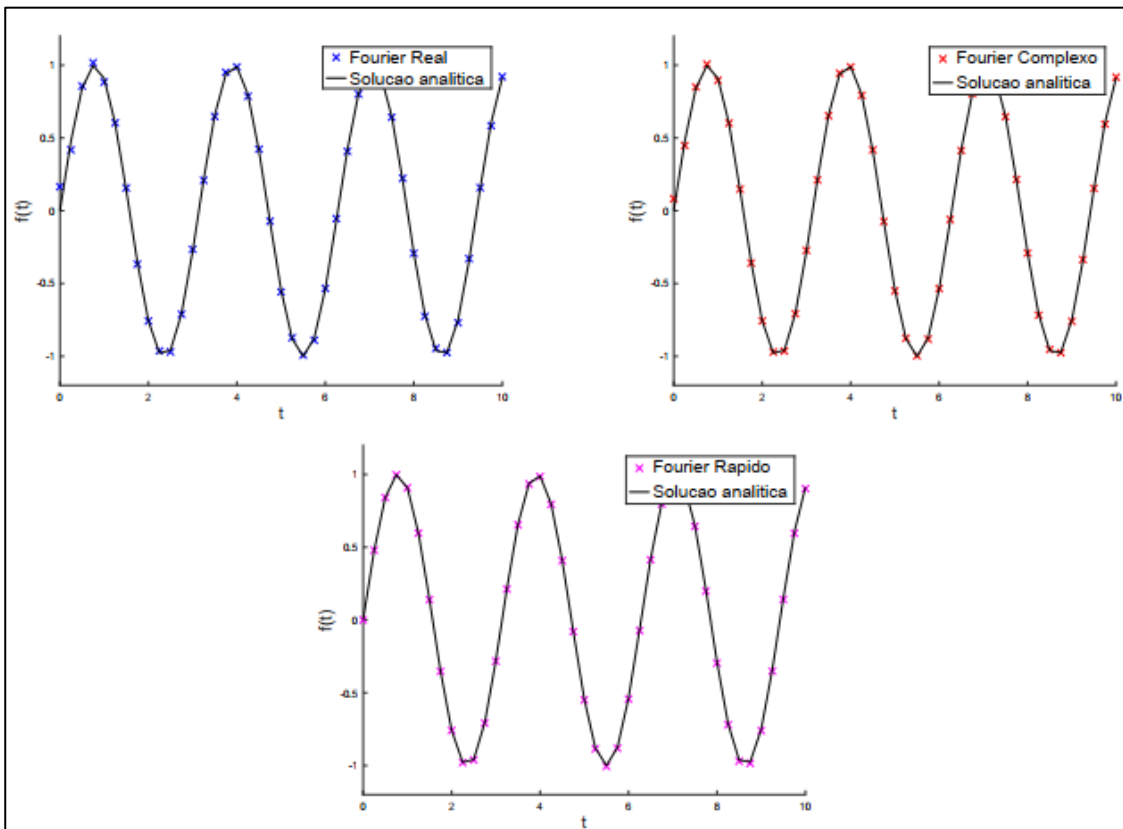 Fourier Real
Solucao analitica
1
0.5
0
-0.5
-1
f(t)
0 2 4 6 8 10
t
Fourier Complexo
Solucao analitica
1
0.5
0
-0.5
-1
f(t)
0 2 4 6 8 10
t
Fourier Rapido
Solucao analitica
1
0.5
0
-0.5
-1
f(t)
0 2 4 6 8 10
t